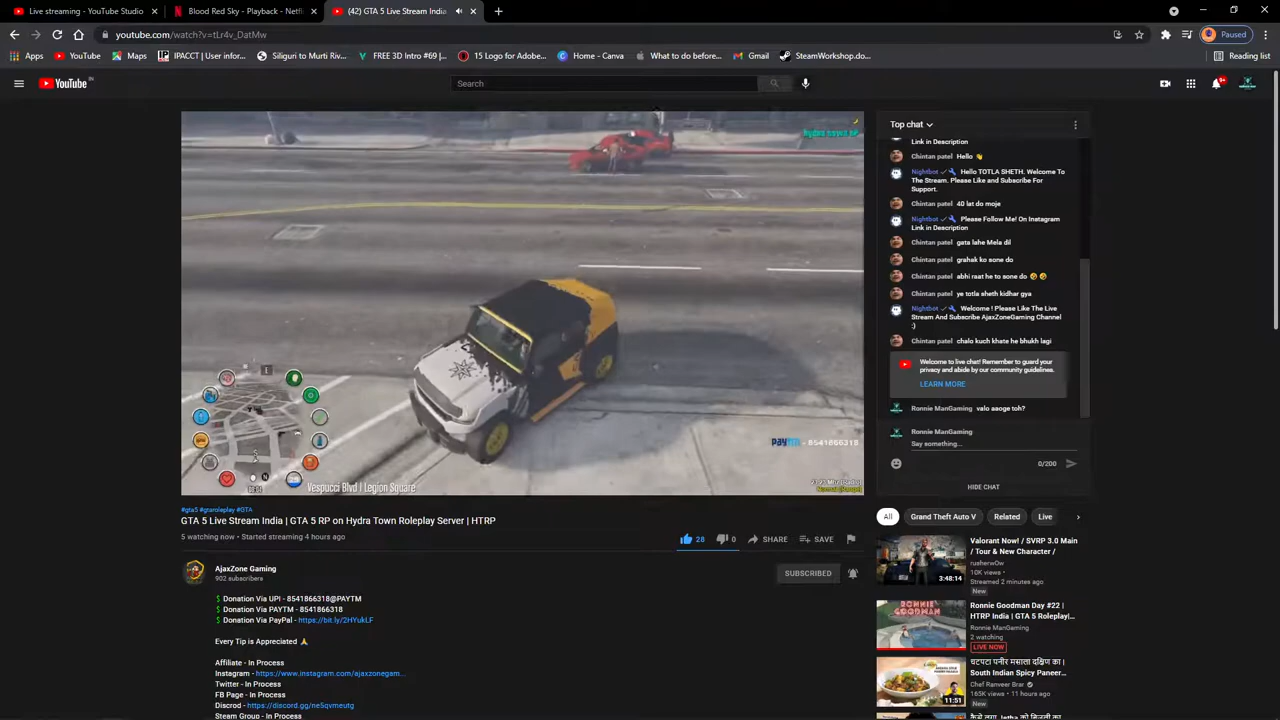 Live streaming - YouTube Studio
Blood Red Sky - Playback - Netfl
(42) GTA 5 Live Stream India
youtube.com/watch?v=tLr4v_DatMw
Paused
Apps
YouTube
Maps
IPACCT | User infor...
Siliguri to Murti Riv...
FREE 3D Intro #69 |...
15 Logo | Adobe...
Home - Canva
What to do before...
Gmail
SteamWorkshop.do...
Reading list
YouTube
IN
Search
9+
PAYTM - 8541866318
Vespucci Blvd | Legion Square
Top chat
Link in Description
Chintan patel Hello 👋
Nightbot Hello TOTLA SHETH. Welcome To
The Stream. Please Like and Subscribe For
Support.
Chintan patel 40 lat do moje
Nightbot Please Follow Me! On Instagram
Link in Description
Chintan patel gata lahe Mela dil
Chintan patel grahak ko sone do
Chintan patel abhi raat he to sone do 🤣 🤣
Chintan patel ye totla sheth kidhar gya
Nightbot Welcome ! Please Like The Live
Stream And Subscribe AjaxZoneGaming Channel
:)
Chintan patel chalo kuch khate he bhukh lagi
Welcome to live chat! Remember to guard your
privacy and abide by our community guidelines.
LEARN MORE
Ronnie ManGaming valo aaoge toh?
Ronnie ManGaming
Say something...
0/200
HIDE CHAT
#gta5 #gtaroleplay #GTA
GTA 5 Live Stream India | GTA 5 RP on Hydra Town Roleplay Server | HTRP
5 watching now • Started streaming 4 hours ago
28
0
SHARE
SAVE
AjaxZone Gaming
902 subscribers
SUBSCRIBED
💲 Donation Via UPI - 8541866318@PAYTM
💲 Donation Via PAYTM - 8541866318
💲 Donation Via PayPal - https://bit.ly/2HYukLF
Every Tip is Appreciated 🙏
Affiliate - In Process
Instagram - https://www.instagram.com/ajaxzonegam...
Twitter - In Process
FB Page - In Process
Discrod - https://discord.gg/ne5qvmeutg
Steam Group - In Process
All
Grand Theft Auto V
Related
Live
Valorant Now! / SVRP 3.0 Main
/ Tour & New Character /
rusherw0w
10K views •
Streamed 2 minutes ago
New
3:48:14
RONNIE
GOODMAN
Ronnie Goodman Day #22 |
HTRP India | GTA 5 Roleplay|...
Ronnie ManGaming
2 watching
LIVE NOW
चटपटा पनीर मसाला दक्षिण का |
South Indian Spicy Paneer...
Chef Ranveer Brar
165K views • 11 hours ago
New
11:51